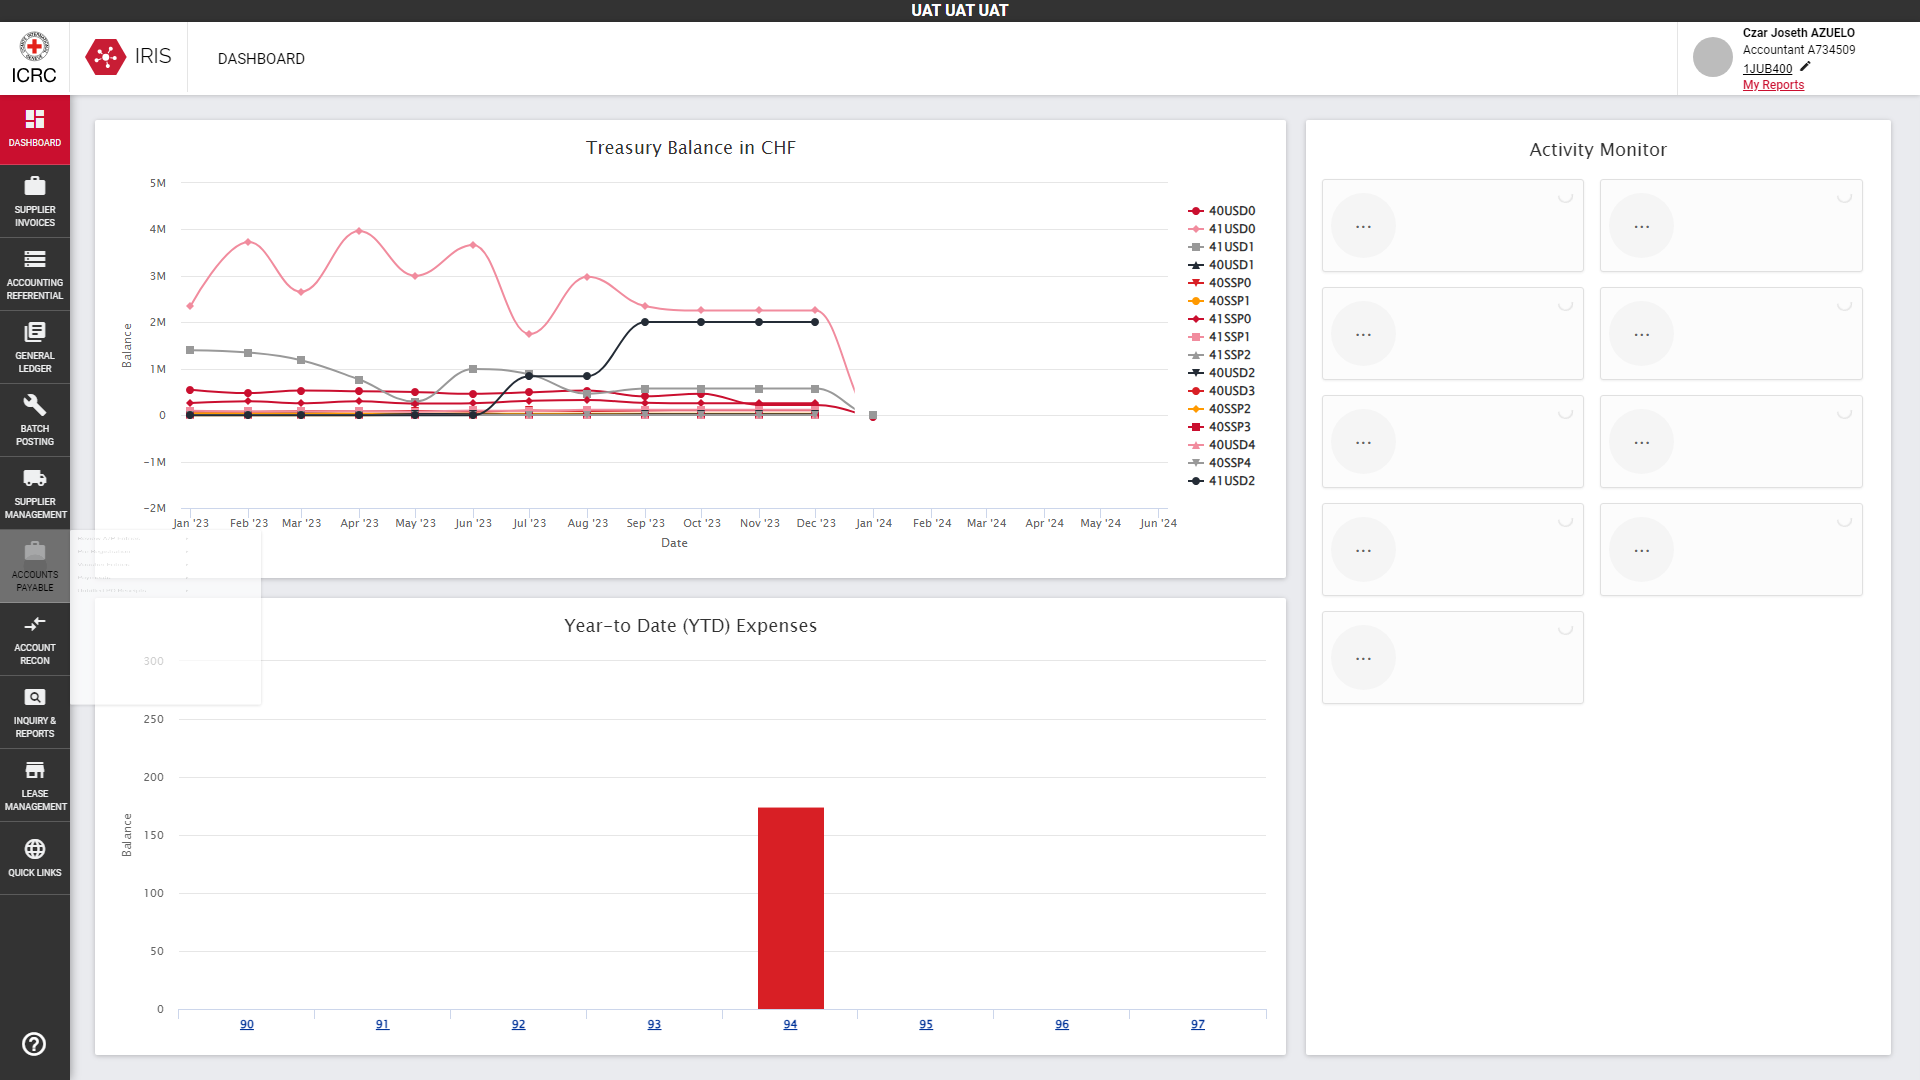 UAT UAT UAT
ICRC
IRIS
DASHBOARD
Czar Joseth AZUELO
Accountant A734509
1JUB400
My Reports
DASHBOARD
SUPPLIER
INVOICES
ACCOUNTING
REFERENTIAL
GENERAL
LEDGER
BATCH
POSTING
SUPPLIER
MANAGEMENT
ACCOUNTS
PAYABLE
ACCOUNT
RECON
INQUIRY &
REPORTS
LEASE
MANAGEMENT
QUICK LINKS
Treasury Balance in CHF
Balance
5M
4M
3M
2M
1M
0
-1M
-2M
Jan '23 Feb '23 Mar '23 Apr '23 May '23 Jun '23 Jul '23 Aug '23 Sep '23 Oct '23 Nov '23 Dec '23 Jan '24 Feb '24 Mar '24 Apr '24 May '24 Jun '24
Date
40USD0
41USD0
41USD1
40USD1
40SSP0
40SSP1
41SSP0
41SSP1
41SSP2
40USD2
40USD3
40SSP2
40SSP3
40USD4
40SSP4
41USD2
Year-to Date (YTD) Expenses
Balance
300
250
200
150
100
50
0
90 91 92 93 94 95 96 97
Activity Monitor
... ...
... ...
... ...
... ...
...